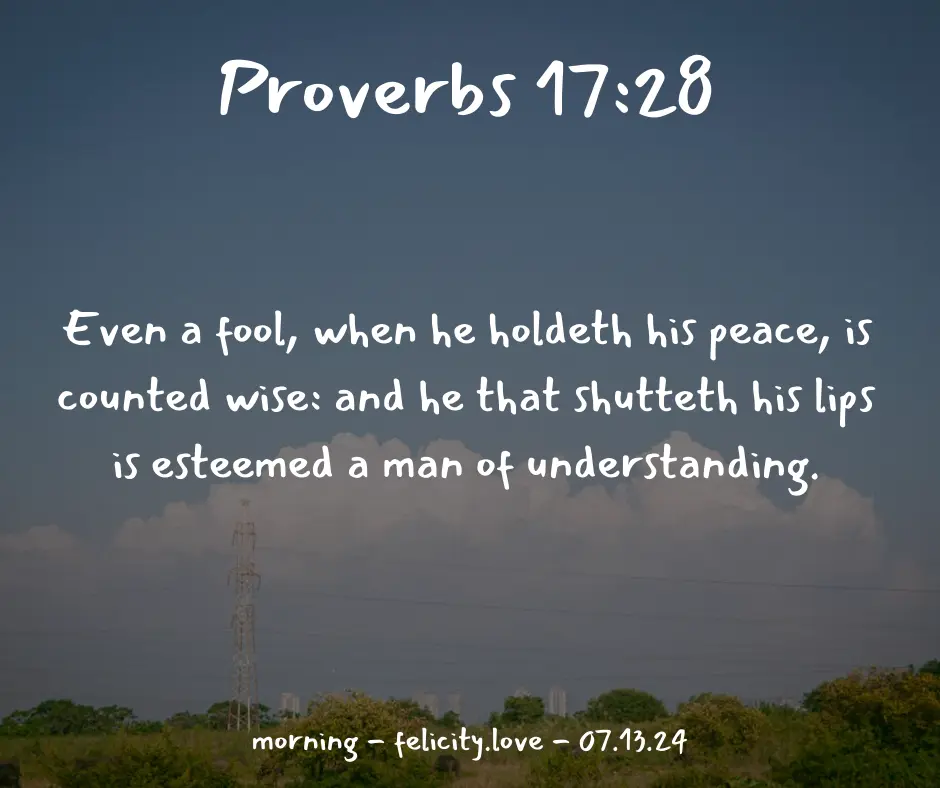 Proverbs 17:28
Even a fool, when he holdeth his peace, is
counted wise: and he that shutteth his lips
is esteemed a man of understanding.
morning – felicity.love – 07.13.24